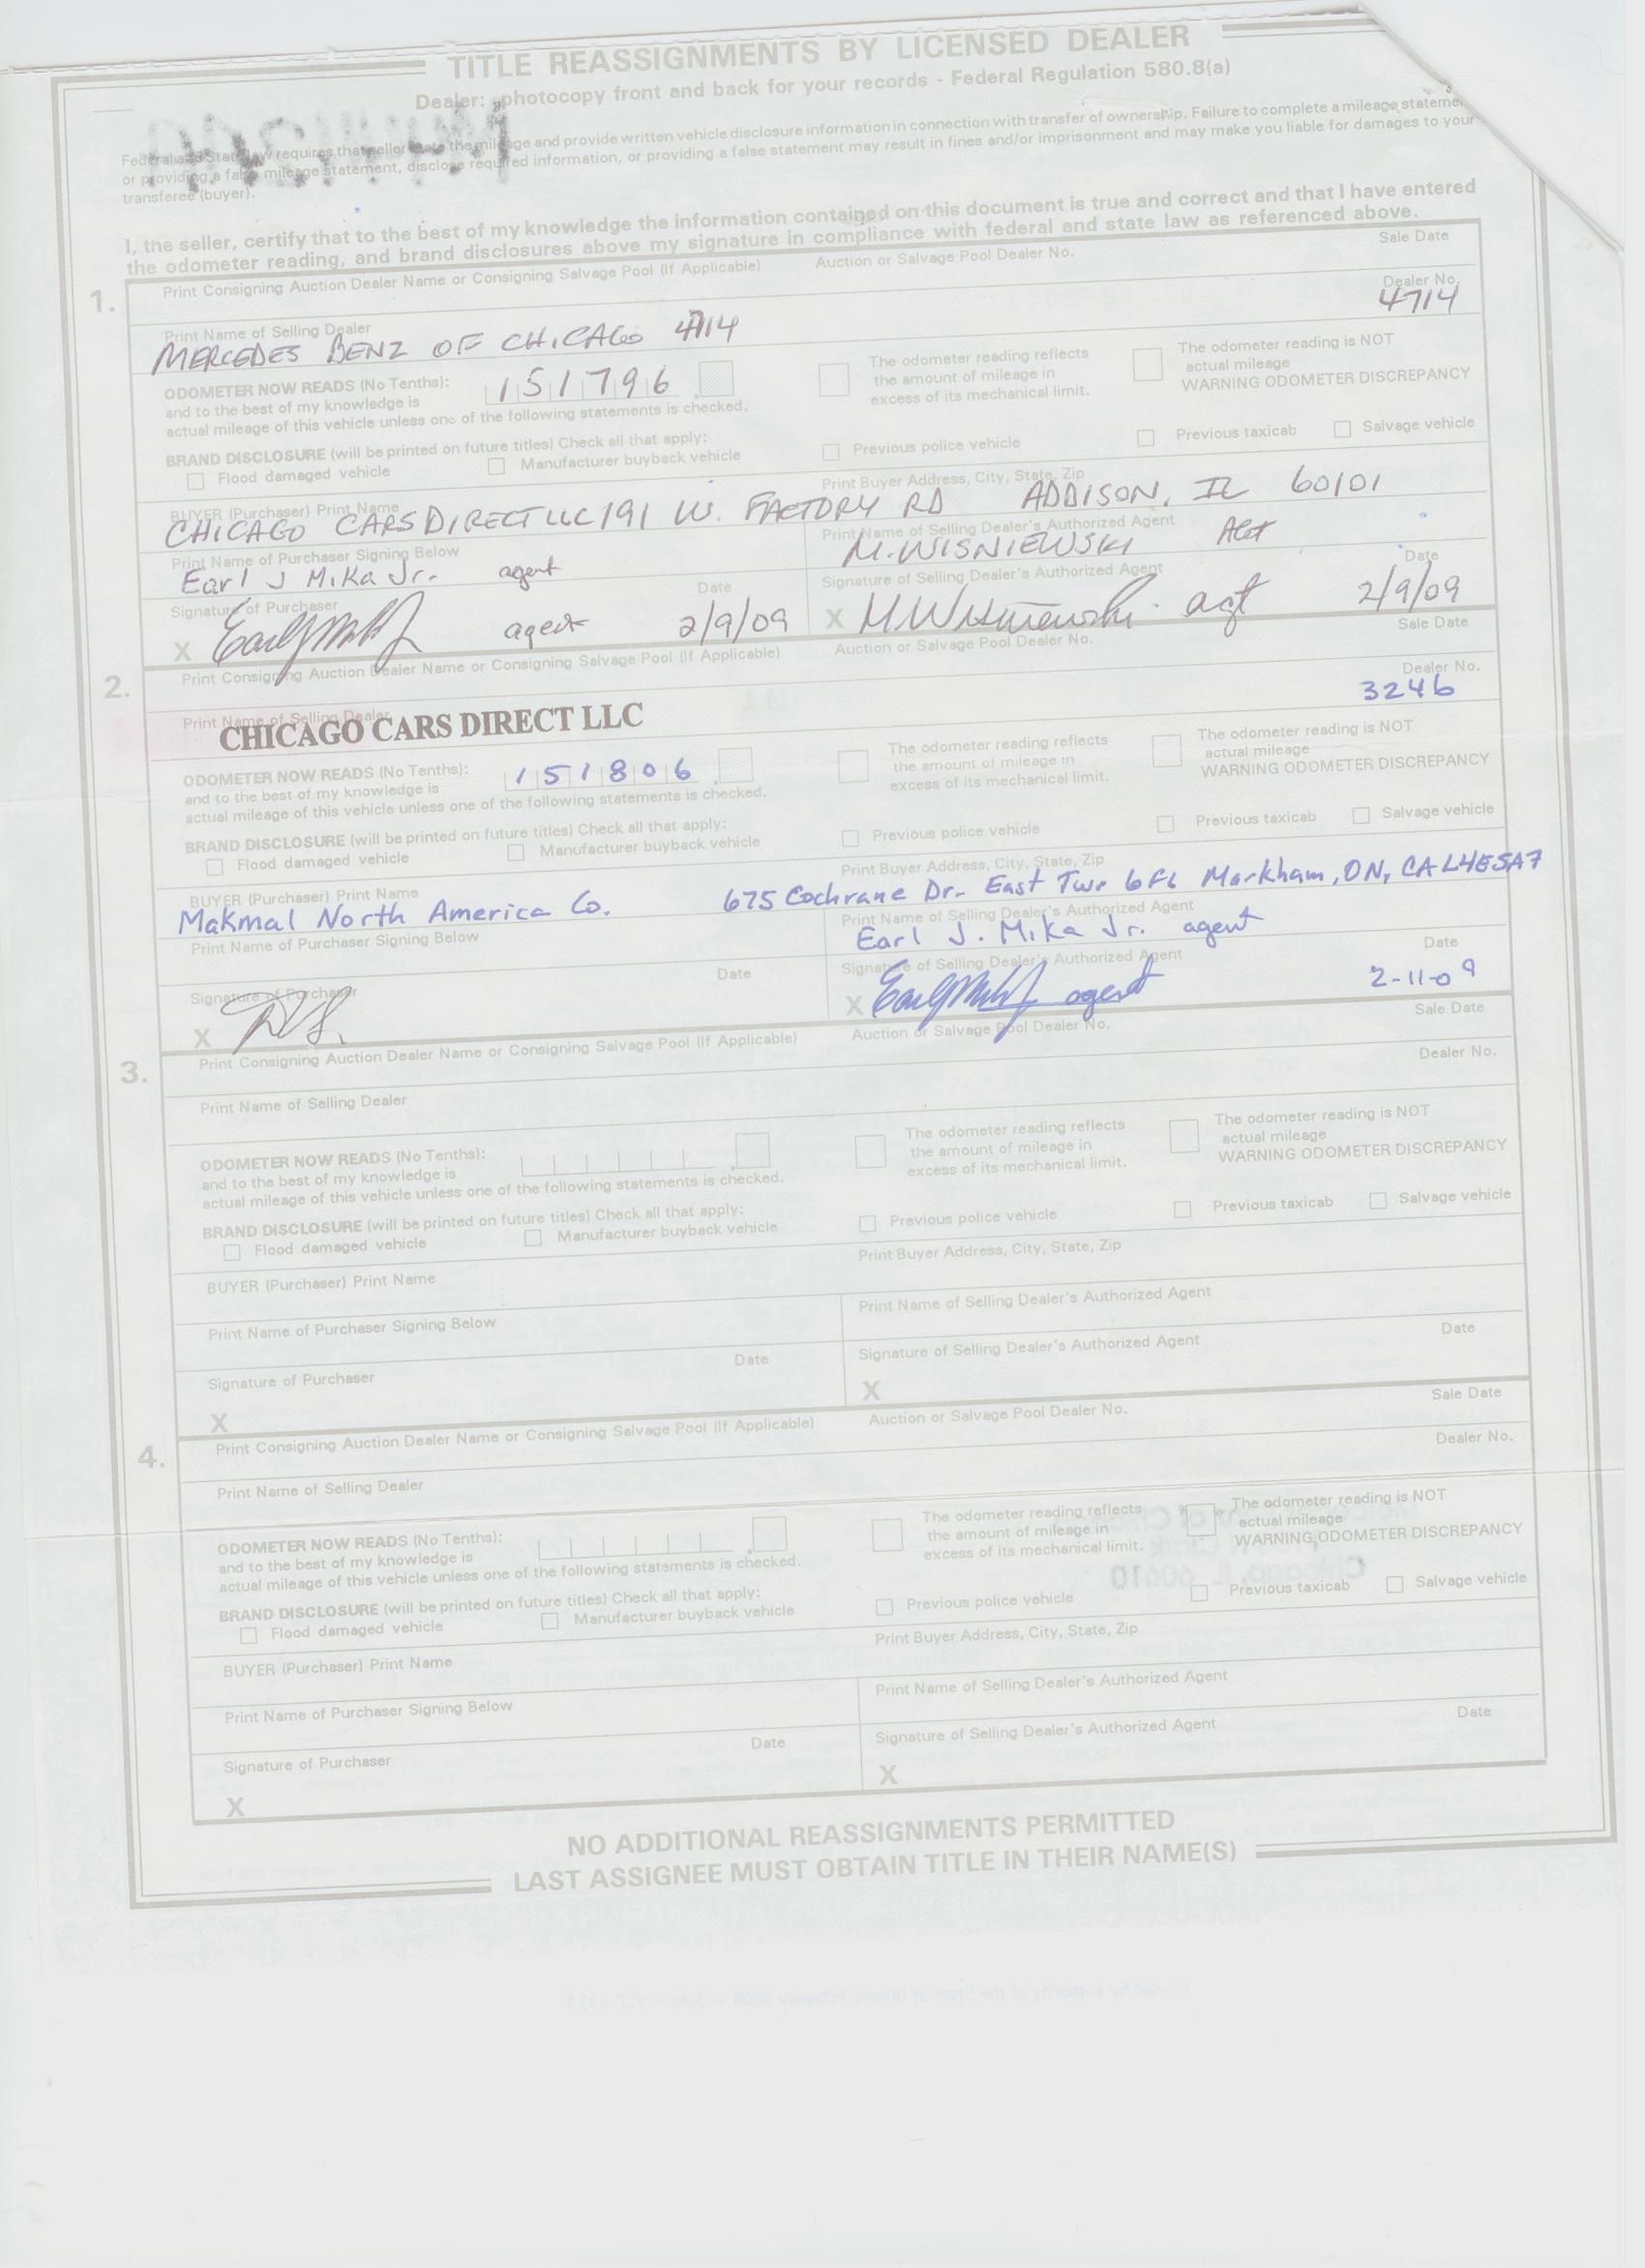 TITLE REASSIGNMENTS BY LICENSED DEALER
Dealer: photocopy front and back for your records - Federal Regulation 580.8(a)
Federal and State law requires that seller state the mileage and provide written vehicle disclosure information in connection with transfer of ownership. Failure to complete a mileage stateme
or providing a false mileage statement, disclose required information, or providing a false statement may result in fines and/or imprisonment and may make you liable for damages to your
transferee (buyer).
I, the seller, certify that to the best of my knowledge the information contained on this document is true and correct and that I have entered
the odometer reading, and brand disclosures above my signature in compliance with federal and state law as referenced above.
1. Print Consigning Auction Dealer Name or Consigning Salvage Pool (If Applicable) Auction or Salvage Pool Dealer No. Sale Date
Print Name of Selling Dealer Dealer No.
MERCEDES BENZ OF CHICAGO 4714 4714
ODOMETER NOW READS (No Tenths): 151796
and to the best of my knowledge is
actual mileage of this vehicle unless one of the following statements is checked.
The odometer reading reflects
the amount of mileage in
excess of its mechanical limit.
The odometer reading is NOT
actual mileage
WARNING ODOMETER DISCREPANCY
BRAND DISCLOSURE (will be printed on future titles) Check all that apply:
Flood damaged vehicle Manufacturer buyback vehicle Previous police vehicle Previous taxicab Salvage vehicle
BUYER (Purchaser) Print Name Print Buyer Address, City, State, Zip
CHICAGO CARS DIRECT LLC 191 W. FACTORY RD ADDISON, IL 60101
Print Name of Purchaser Signing Below Print Name of Selling Dealer's Authorized Agent
Earl J Mika Jr. agent M. WISNIEWSKI
Signature of Purchaser Date Signature of Selling Dealer's Authorized Agent Date
X agent 2/9/09 X M Wisniewski agt 2/9/09
2. Print Consigning Auction Dealer Name or Consigning Salvage Pool (If Applicable) Auction or Salvage Pool Dealer No. Sale Date
Print Name of Selling Dealer Dealer No.
CHICAGO CARS DIRECT LLC 3246
ODOMETER NOW READS (No Tenths): 151806
and to the best of my knowledge is
actual mileage of this vehicle unless one of the following statements is checked.
The odometer reading reflects
the amount of mileage in
excess of its mechanical limit.
The odometer reading is NOT
actual mileage
WARNING ODOMETER DISCREPANCY
BRAND DISCLOSURE (will be printed on future titles) Check all that apply:
Flood damaged vehicle Manufacturer buyback vehicle Previous police vehicle Previous taxicab Salvage vehicle
BUYER (Purchaser) Print Name Print Buyer Address, City, State, Zip
Makmal North America Co. 675 Cochrane Dr. East Twr 6FL Markham, ON, CA L4E5A7
Print Name of Purchaser Signing Below Print Name of Selling Dealer's Authorized Agent
Earl J. Mika Jr. agent
Signature of Purchaser Date Signature of Selling Dealer's Authorized Agent Date
X X agent 2-11-09
3. Print Consigning Auction Dealer Name or Consigning Salvage Pool (If Applicable) Auction or Salvage Pool Dealer No. Sale Date
Print Name of Selling Dealer Dealer No.
ODOMETER NOW READS (No Tenths):
and to the best of my knowledge is
actual mileage of this vehicle unless one of the following statements is checked.
The odometer reading reflects
the amount of mileage in
excess of its mechanical limit.
The odometer reading is NOT
actual mileage
WARNING ODOMETER DISCREPANCY
BRAND DISCLOSURE (will be printed on future titles) Check all that apply:
Flood damaged vehicle Manufacturer buyback vehicle Previous police vehicle Previous taxicab Salvage vehicle
BUYER (Purchaser) Print Name Print Buyer Address, City, State, Zip
Print Name of Purchaser Signing Below Print Name of Selling Dealer's Authorized Agent
Signature of Purchaser Date Signature of Selling Dealer's Authorized Agent Date
X X
4. Print Consigning Auction Dealer Name or Consigning Salvage Pool (If Applicable) Auction or Salvage Pool Dealer No. Sale Date
Print Name of Selling Dealer Dealer No.
ODOMETER NOW READS (No Tenths):
and to the best of my knowledge is
actual mileage of this vehicle unless one of the following statements is checked.
The odometer reading reflects
the amount of mileage in
excess of its mechanical limit.
The odometer reading is NOT
actual mileage
WARNING ODOMETER DISCREPANCY
BRAND DISCLOSURE (will be printed on future titles) Check all that apply:
Flood damaged vehicle Manufacturer buyback vehicle Previous police vehicle Previous taxicab Salvage vehicle
BUYER (Purchaser) Print Name Print Buyer Address, City, State, Zip
Print Name of Purchaser Signing Below Print Name of Selling Dealer's Authorized Agent
Signature of Purchaser Date Signature of Selling Dealer's Authorized Agent Date
X X
NO ADDITIONAL REASSIGNMENTS PERMITTED
LAST ASSIGNEE MUST OBTAIN TITLE IN THEIR NAME(S)